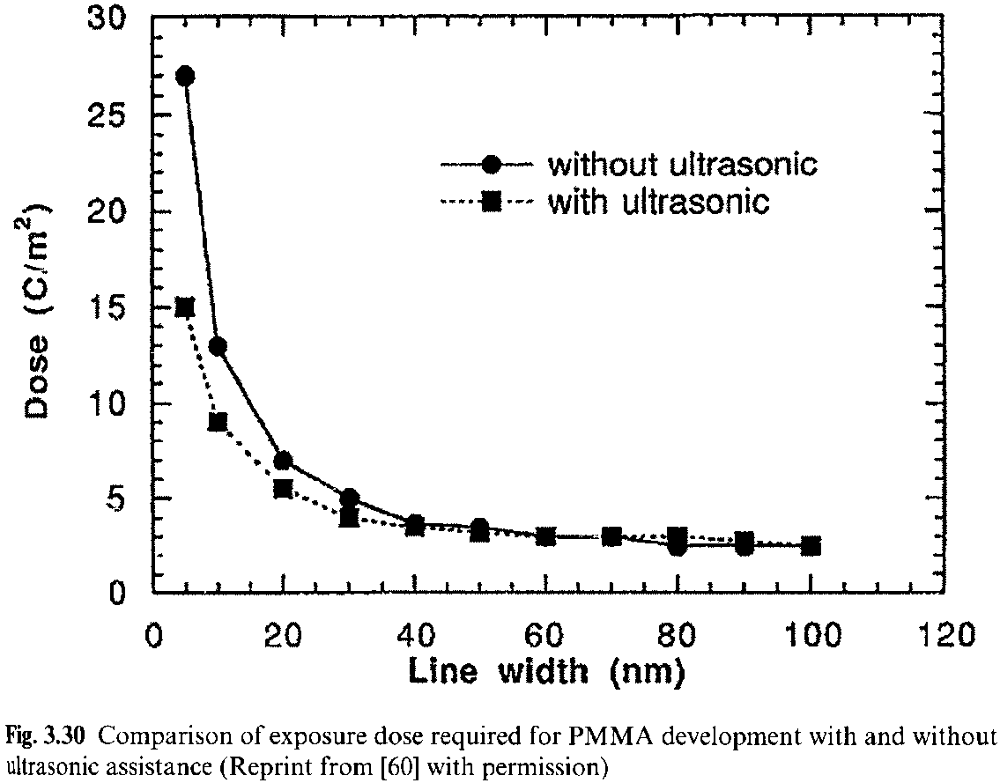 30
25
20
15
10
5
0
Dose (C/m²)
without ultrasonic
with ultrasonic
0 20 40 60 80 100 120
Line width (nm)
Fig. 3.30 Comparison of exposure dose required for PMMA development with and without
ultrasonic assistance (Reprint from [60] with permission)